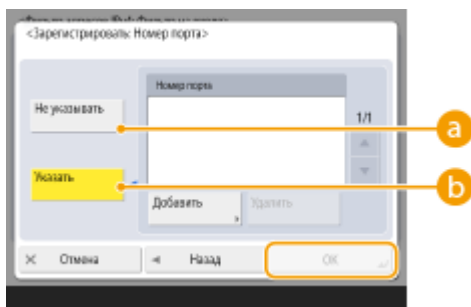 <Зарегистрировать: Номер порта>
Номер порта
Не указывать
1/1
a
Указать
b
Добавить
Удалить
Отмена
Назад
OK